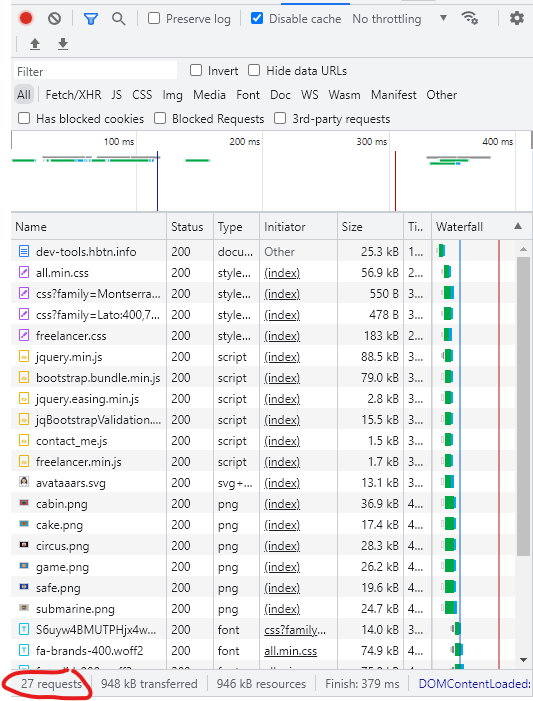 Preserve log Disable cache No throttling
Filter Invert Hide data URLs
All Fetch/XHR JS CSS Img Media Font Doc WS Wasm Manifest Other
Has blocked cookies Blocked Requests 3rd-party requests
100 ms 200 ms 300 ms 400 ms
Name Status Type Initiator Size Ti... Waterfall
dev-tools.hbtn.info 200 docu... Other 25.3 kB 1...
all.min.css 200 style... (index) 56.9 kB 2...
css?family=Montserra... 200 style... (index) 550 B 3...
css?family=Lato:400,7... 200 style... (index) 478 B 3...
freelancer.css 200 style... (index) 183 kB 2...
jquery.min.js 200 script (index) 88.5 kB 3...
bootstrap.bundle.min.js 200 script (index) 79.0 kB 3...
jquery.easing.min.js 200 script (index) 2.8 kB 3...
jqBootstrapValidation.... 200 script (index) 15.5 kB 3...
contact_me.js 200 script (index) 1.5 kB 3...
freelancer.min.js 200 script (index) 1.7 kB 3...
avataaars.svg 200 svg+... (index) 13.1 kB 3...
cabin.png 200 png (index) 36.9 kB 4...
cake.png 200 png (index) 17.4 kB 4...
circus.png 200 png (index) 28.3 kB 4...
game.png 200 png (index) 26.2 kB 4...
safe.png 200 png (index) 19.6 kB 4...
submarine.png 200 png (index) 24.7 kB 4...
S6uyw4BMUTPHjx4w... 200 font css?family... 14.0 kB 3...
fa-brands-400.woff2 200 font all.min.css 74.9 kB 4...
27 requests 948 kB transferred 946 kB resources Finish: 379 ms DOMContentLoaded: